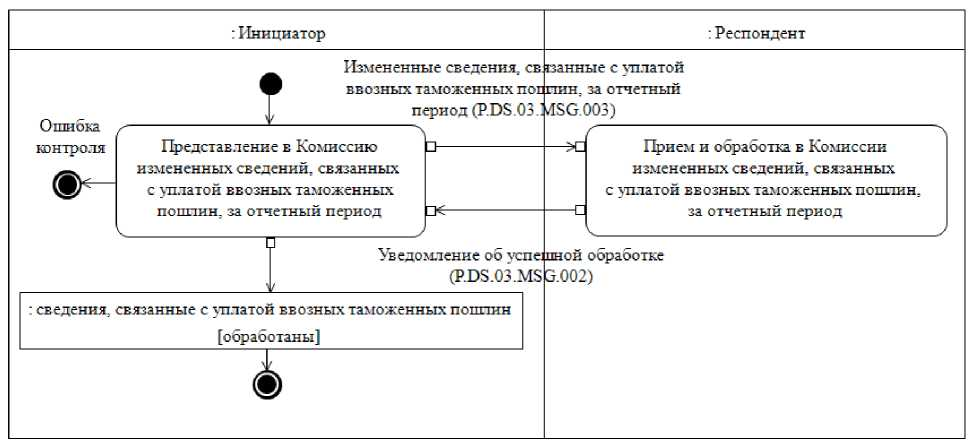 : Инициатор
: Респондент
Измененные сведения, связанные с уплатой
ввозных таможенных пошлин, за отчетный
период (P.DS.03.MSG.003)
Ошибка
контроля
Представление в Комиссию
измененных сведений, связанных
с уплатой ввозных таможенных
пошлин, за отчетный период
Прием и обработка в Комиссии
измененных сведений, связанных
с уплатой ввозных таможенных пошлин,
за отчетный период
Уведомление об успешной обработке
(P.DS.03.MSG.002)
: сведения, связанные с уплатой ввозных таможенных пошлин
[обработаны]